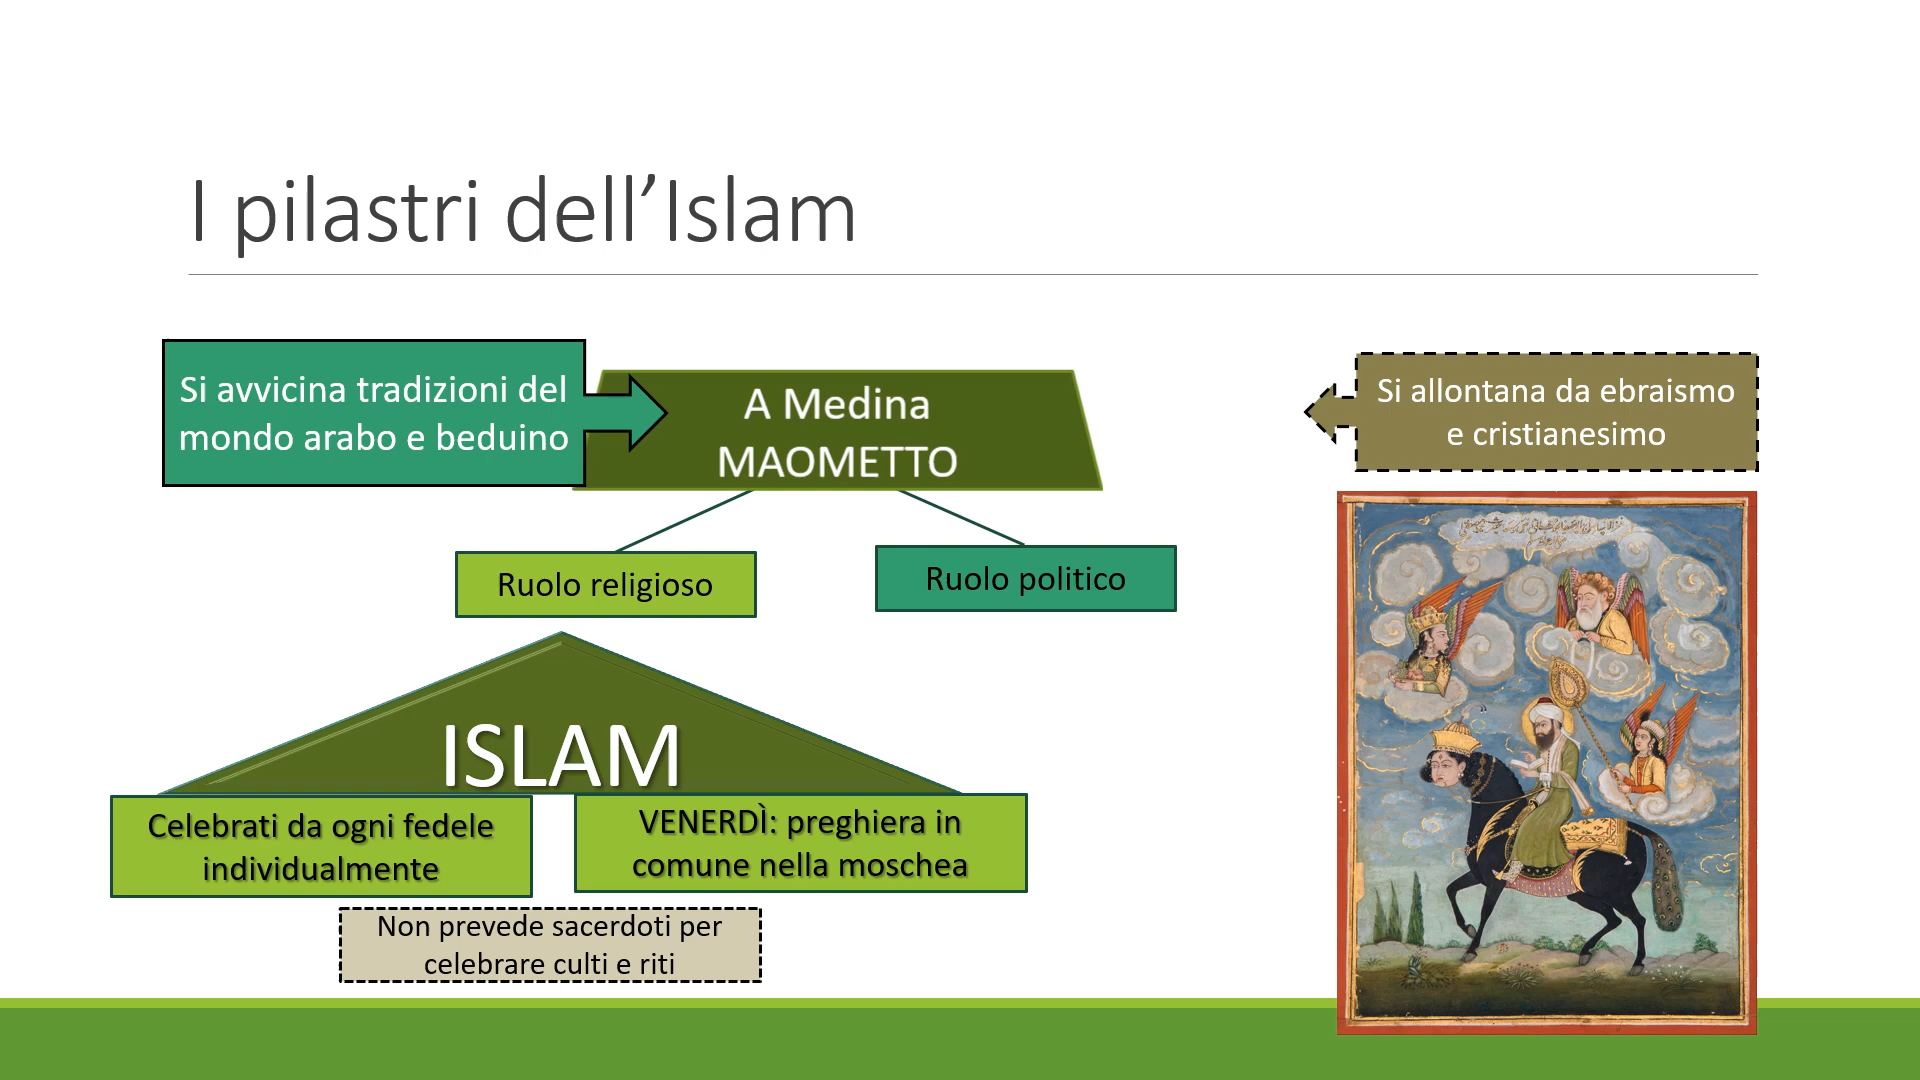 I pilastri dell’Islam
Si avvicina tradizioni del
mondo arabo e beduino
A Medina
MAOMETTO
Si allontana da ebraismo
e cristianesimo
Ruolo religioso
Ruolo politico
ISLAM
Celebrati da ogni fedele
individualmente
VENERDÌ: preghiera in
comune nella moschea
Non prevede sacerdoti per
celebrare culti e riti